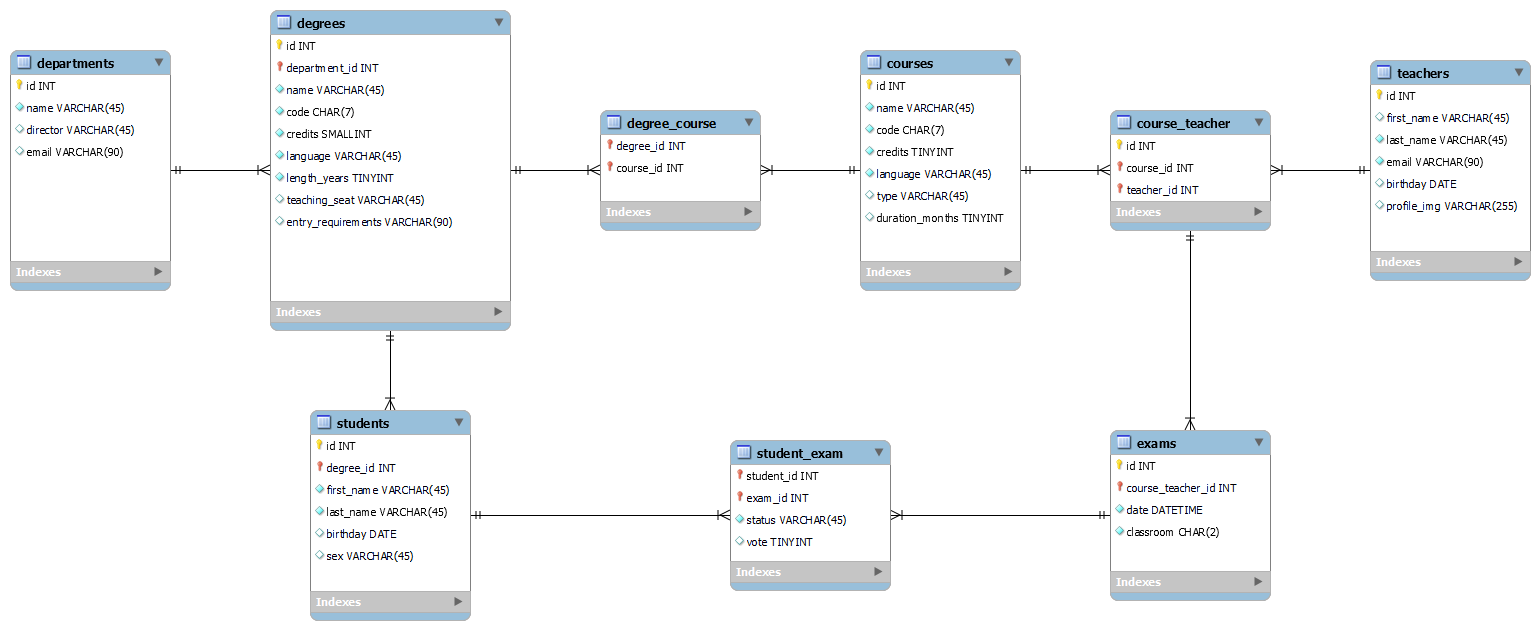 departments
id INT
name VARCHAR(45)
director VARCHAR(45)
email VARCHAR(90)
Indexes
degrees
id INT
department_id INT
name VARCHAR(45)
code CHAR(7)
credits SMALLINT
language VARCHAR(45)
length_years TINYINT
teaching_seat VARCHAR(45)
entry_requirements VARCHAR(90)
Indexes
degree_course
degree_id INT
course_id INT
Indexes
courses
id INT
name VARCHAR(45)
code CHAR(7)
credits TINYINT
language VARCHAR(45)
type VARCHAR(45)
duration_months TINYINT
Indexes
course_teacher
id INT
course_id INT
teacher_id INT
Indexes
teachers
id INT
first_name VARCHAR(45)
last_name VARCHAR(45)
email VARCHAR(90)
birthday DATE
profile_img VARCHAR(255)
Indexes
students
id INT
degree_id INT
first_name VARCHAR(45)
last_name VARCHAR(45)
birthday DATE
sex VARCHAR(45)
Indexes
student_exam
student_id INT
exam_id INT
status VARCHAR(45)
vote TINYINT
Indexes
exams
id INT
course_teacher_id INT
date DATETIME
classroom CHAR(2)
Indexes